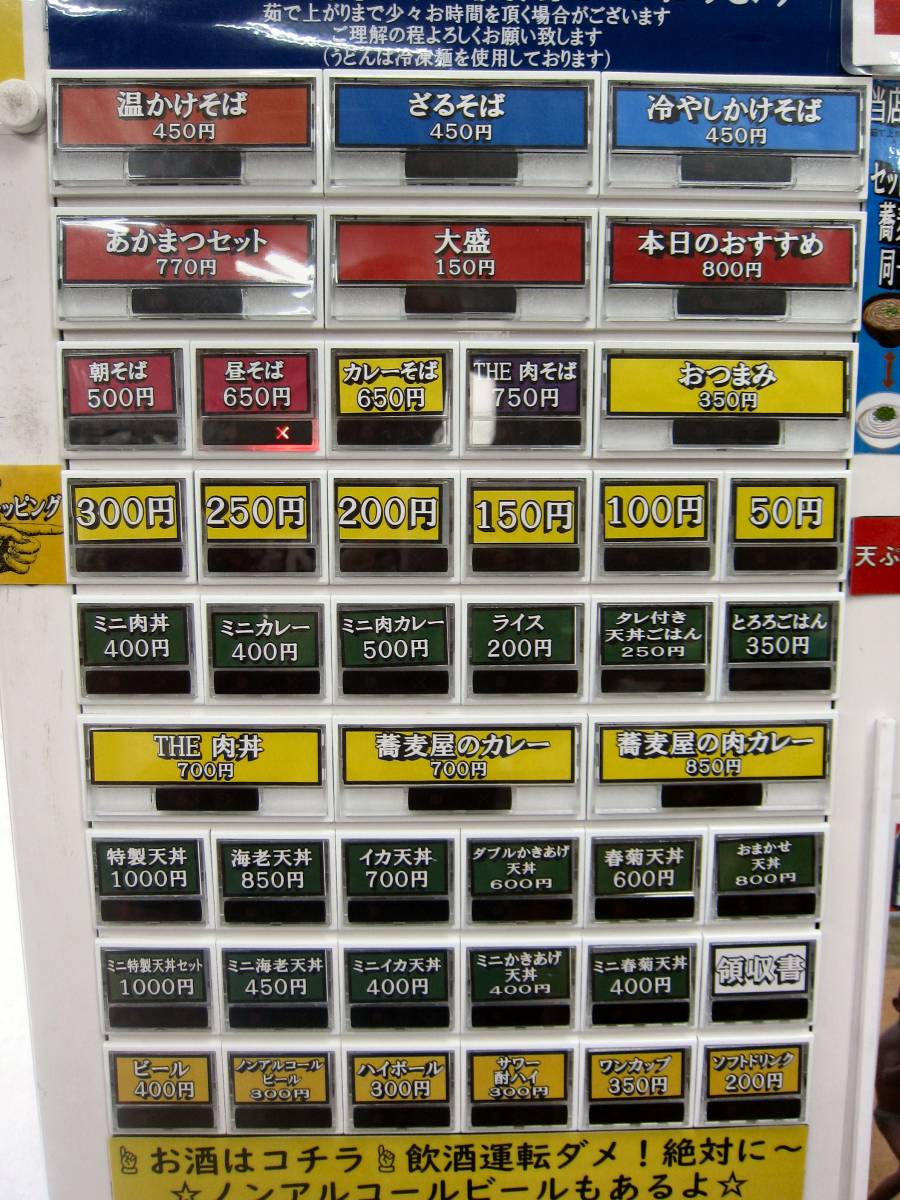 茹で上がりまで少々お時間を頂く場合がございます
ご理解の程よろしくお願い致します
(うどんは冷凍麺を使用しております)
温かけそば
450円
ざるそば
450円
冷やしかけそば
450円
あかまつセット
770円
大盛
150円
本日のおすすめ
800円
朝そば
500円
昼そば
650円
×
カレーそば
650円
THE 肉そば
750円
おつまみ
350円
300円
250円
200円
150円
100円
50円
ミニ肉丼
400円
ミニカレー
400円
ミニ肉カレー
500円
ライス
200円
タレ付き
天丼ごはん
250円
とろろごはん
350円
THE 肉丼
700円
蕎麦屋のカレー
700円
蕎麦屋の肉カレー
850円
特製天丼
1000円
海老天丼
850円
イカ天丼
700円
ダブルかきあげ
天丼
600円
春菊天丼
600円
おまかせ
天丼
800円
ミニ特製天丼セット
1000円
ミニ海老天丼
450円
ミニイカ天丼
400円
ミニかきあげ
天丼
400円
ミニ春菊天丼
400円
領収書
ビール
400円
ノンアルコール
ビール
300円
ハイボール
300円
サワー
酎ハイ
300円
ワンカップ
350円
ソフトドリンク
200円
お酒はコチラ 飲酒運転ダメ！絶対に～
☆ノンアルコールビールもあるよ☆
ッピング
当店
セッ
蕎麦
同一
天ぷ